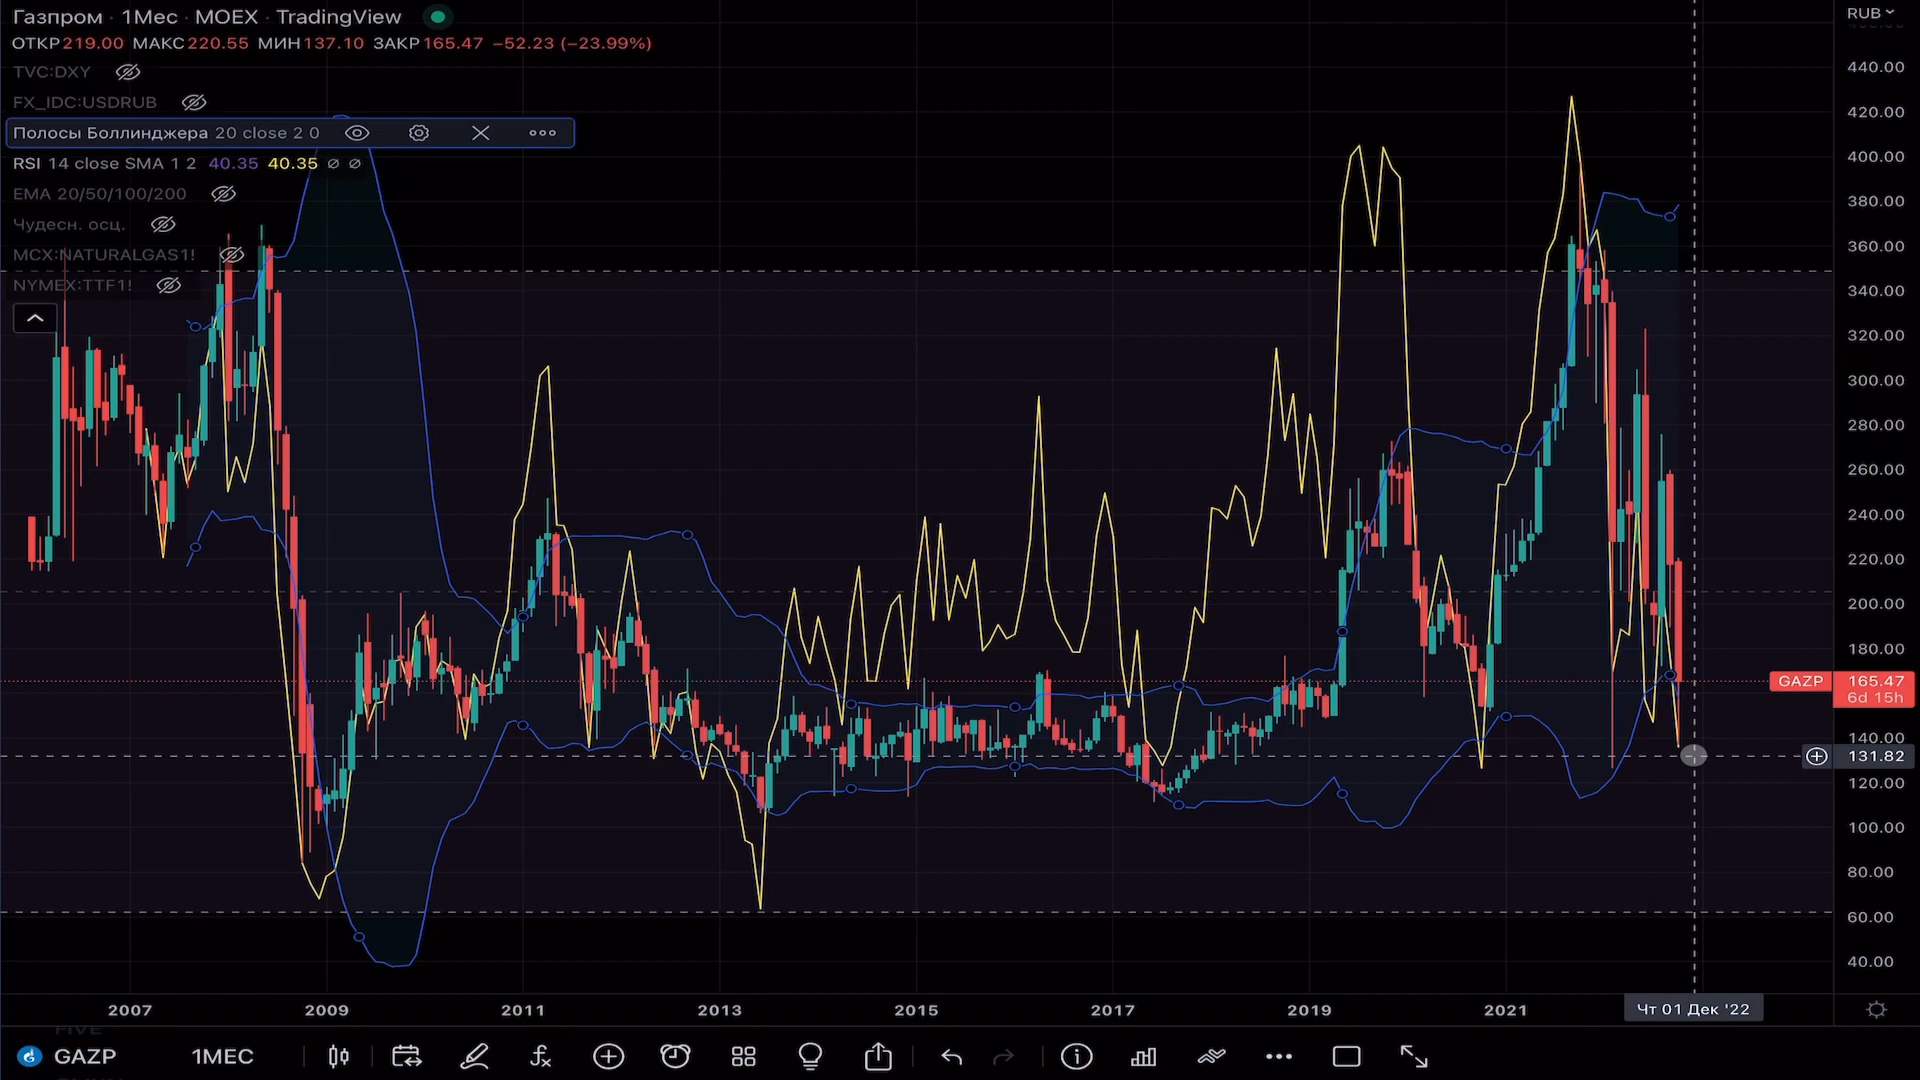 Газпром · 1Мес · MOEX · TradingView
ОТКР219.00 МАКС220.55 МИН137.10 ЗАКР165.47 −52.23 (−23.99%)
TVC:DXY
FX_IDC:USDRUB
Полосы Боллинджера 20 close 2 0
RSI 14 close SMA 1 2 40.35 40.35 ∅ ∅
EMA 20/50/100/200
Чудесн. осц.
MCX:NATURALGAS1!
NYMEX:TTF1!
RUB
440.00
420.00
400.00
380.00
360.00
340.00
320.00
300.00
280.00
260.00
240.00
220.00
200.00
180.00
GAZP 165.47
6d 15h
140.00
131.82
120.00
100.00
80.00
60.00
40.00
2007 2009 2011 2013 2015 2017 2019 2021 Чт 01 Дек '22
FIVE
GAZP 1МЕС